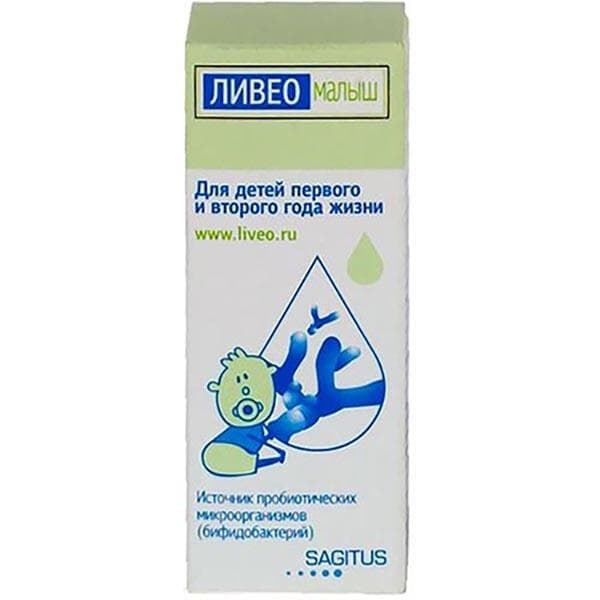 ЛИВЕО малыш
Для детей первого
и второго года жизни
www.liveo.ru
Источник пробиотических
микроорганизмов
(бифидобактерий)
SAGITUS